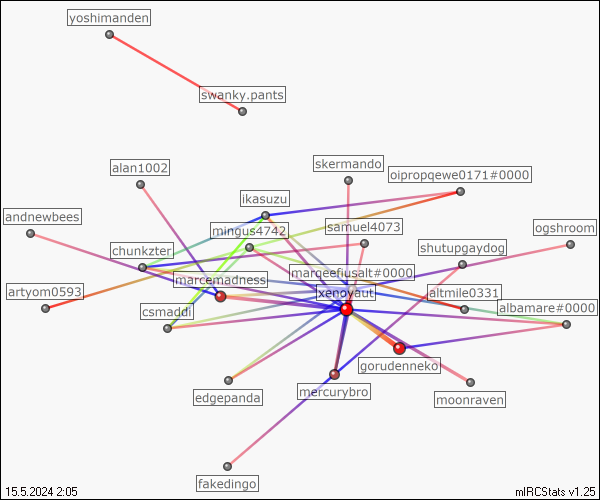 yoshimanden
swanky.pants
alan1002
skermando
oipropqewe0171#0000
ikasuzu
andnewbees
mingus4742
samuel4073
ogshroom
chunkzter
shutupgaydog
marcemadness
marqeefiusalt#0000
artyom0593
xenoyaut
altmile0331
csmaddi
albamare#0000
gorudenneko
edgepanda
mercurybro
moonraven
fakedingo
15.5.2024 2:05
mIRCStats v1.25